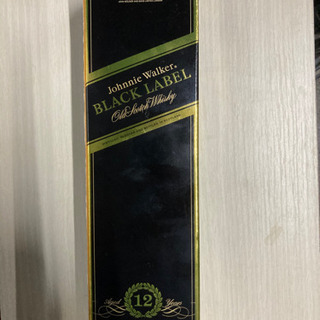 Johnnie Walker.
BLACK LABEL
Old Scotch Whisky
Aged 12 Years